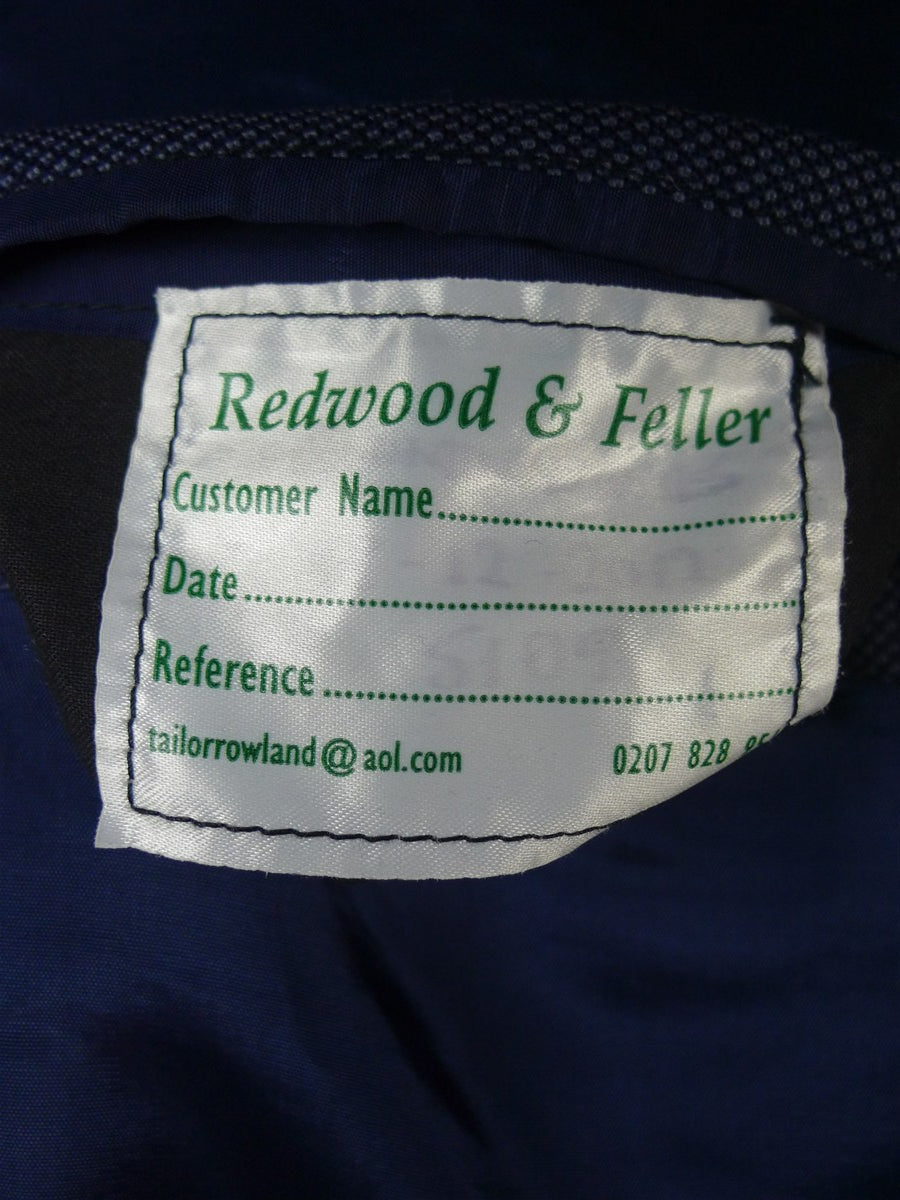 Redwood & Feller
Customer Name
Date
Reference
tailorrowland@aol.com 0207 828